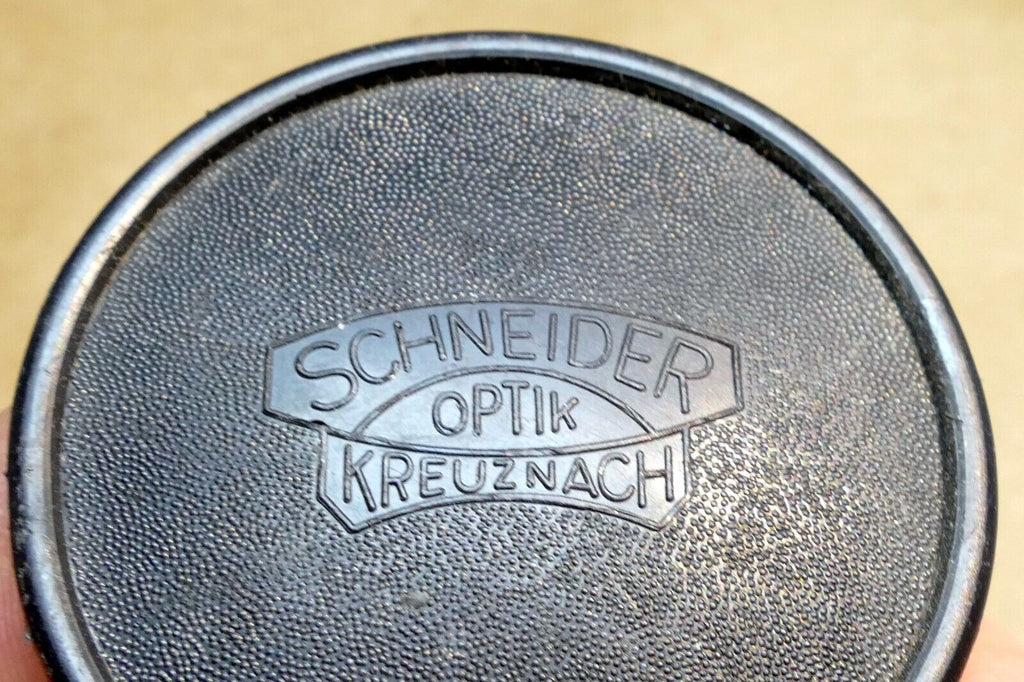 SCHNEIDER
OPTIK
KREUZNACH